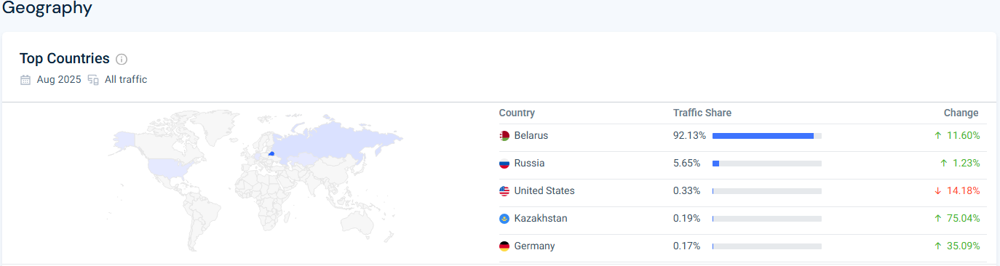 Geography
Top Countries
Aug 2025 All traffic
Country Traffic Share Change
Belarus 92.13% ↑ 11.60%
Russia 5.65% ↑ 1.23%
United States 0.33% ↓ 14.18%
Kazakhstan 0.19% ↑ 75.04%
Germany 0.17% ↑ 35.09%